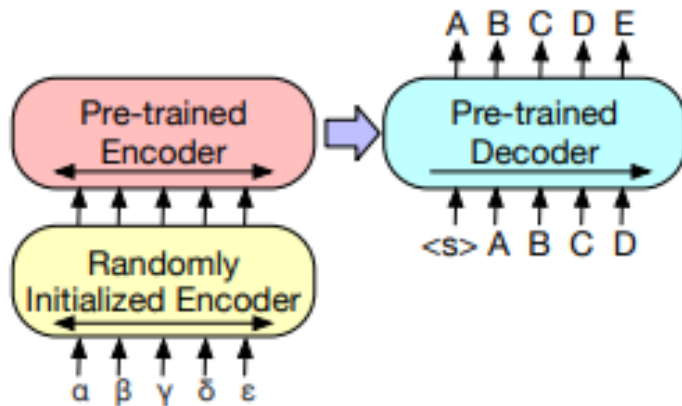 Pre-trained
Encoder
Randomly
Initialized Encoder
α β γ δ ε
A B C D E
Pre-trained
Decoder
<s> A B C D